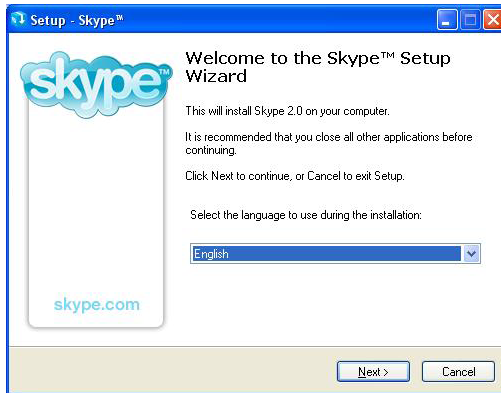 Setup - Skype™
skype™
Welcome to the Skype™ Setup
Wizard
This will install Skype 2.0 on your computer.
It is recommended that you close all other applications before
continuing.
Click Next to continue, or Cancel to exit Setup.
Select the language to use during the installation:
English
skype.com
Next >
Cancel